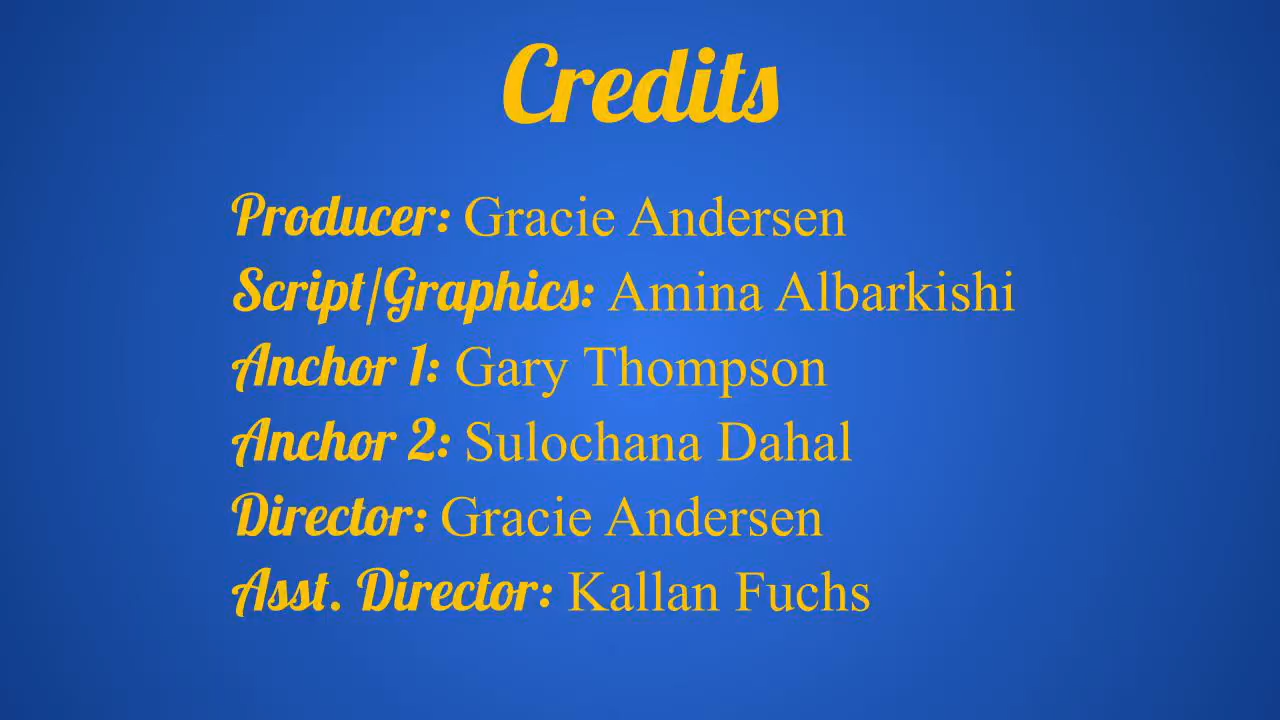 Credits
Producer: Gracie Andersen
Script/Graphics: Amina Albarkishi
Anchor 1: Gary Thompson
Anchor 2: Sulochana Dahal
Director: Gracie Andersen
Asst. Director: Kallan Fuchs